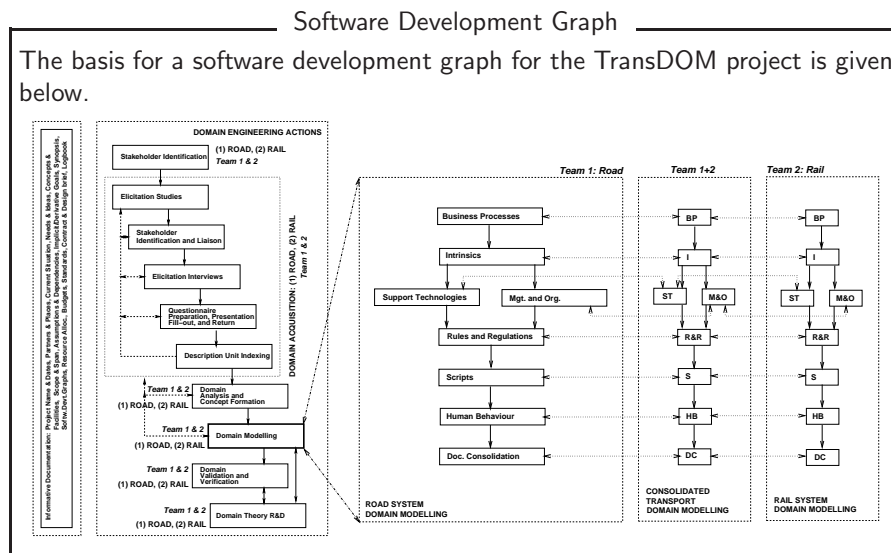 Software Development Graph
The basis for a software development graph for the TransDOM project is given
below.
Informative Documentation: Project Name & Dates, Partners & Places, Current Situation, Needs & Ideas, Concepts &
Facilities, Scope & Span, Assumptions & Dependencies, Implicit/Derivative Goals, Synopsis,
Softw.Devt.Graphs, Resource Alloc., Budgets, Standards, Contract & Design brief, Logbook
DOMAIN ENGINEERING ACTIONS
Stakeholder Identification
(1) ROAD, (2) RAIL
Team 1 & 2
Elicitation Studies
Stakeholder
Identification and Liaison
Elicitation Interviews
Questionnaire
Preparation, Presentation
Fill-out, and Return
Description Unit Indexing
DOMAIN ACQUISITION: (1) ROAD, (2) RAIL
Team 1 & 2
Team 1 & 2
(1) ROAD, (2) RAIL
Domain
Analysis and
Concept Formation
Team 1 & 2
(1) ROAD, (2) RAIL
Domain Modelling
Team 1 & 2
(1) ROAD, (2) RAIL
Domain
Validation and
Verification
Team 1 & 2
(1) ROAD, (2) RAIL
Domain Theory R&D
Team 1: Road
Business Processes
Intrinsics
Support Technologies
Mgt. and Org.
Rules and Regulations
Scripts
Human Behaviour
Doc. Consolidation
ROAD SYSTEM
DOMAIN MODELLING
Team 1+2
BP
I
ST
M&O
R&R
S
HB
DC
CONSOLIDATED
TRANSPORT
DOMAIN MODELLING
Team 2: Rail
BP
I
ST
M&O
R&R
S
HB
DC
RAIL SYSTEM
DOMAIN MODELLING